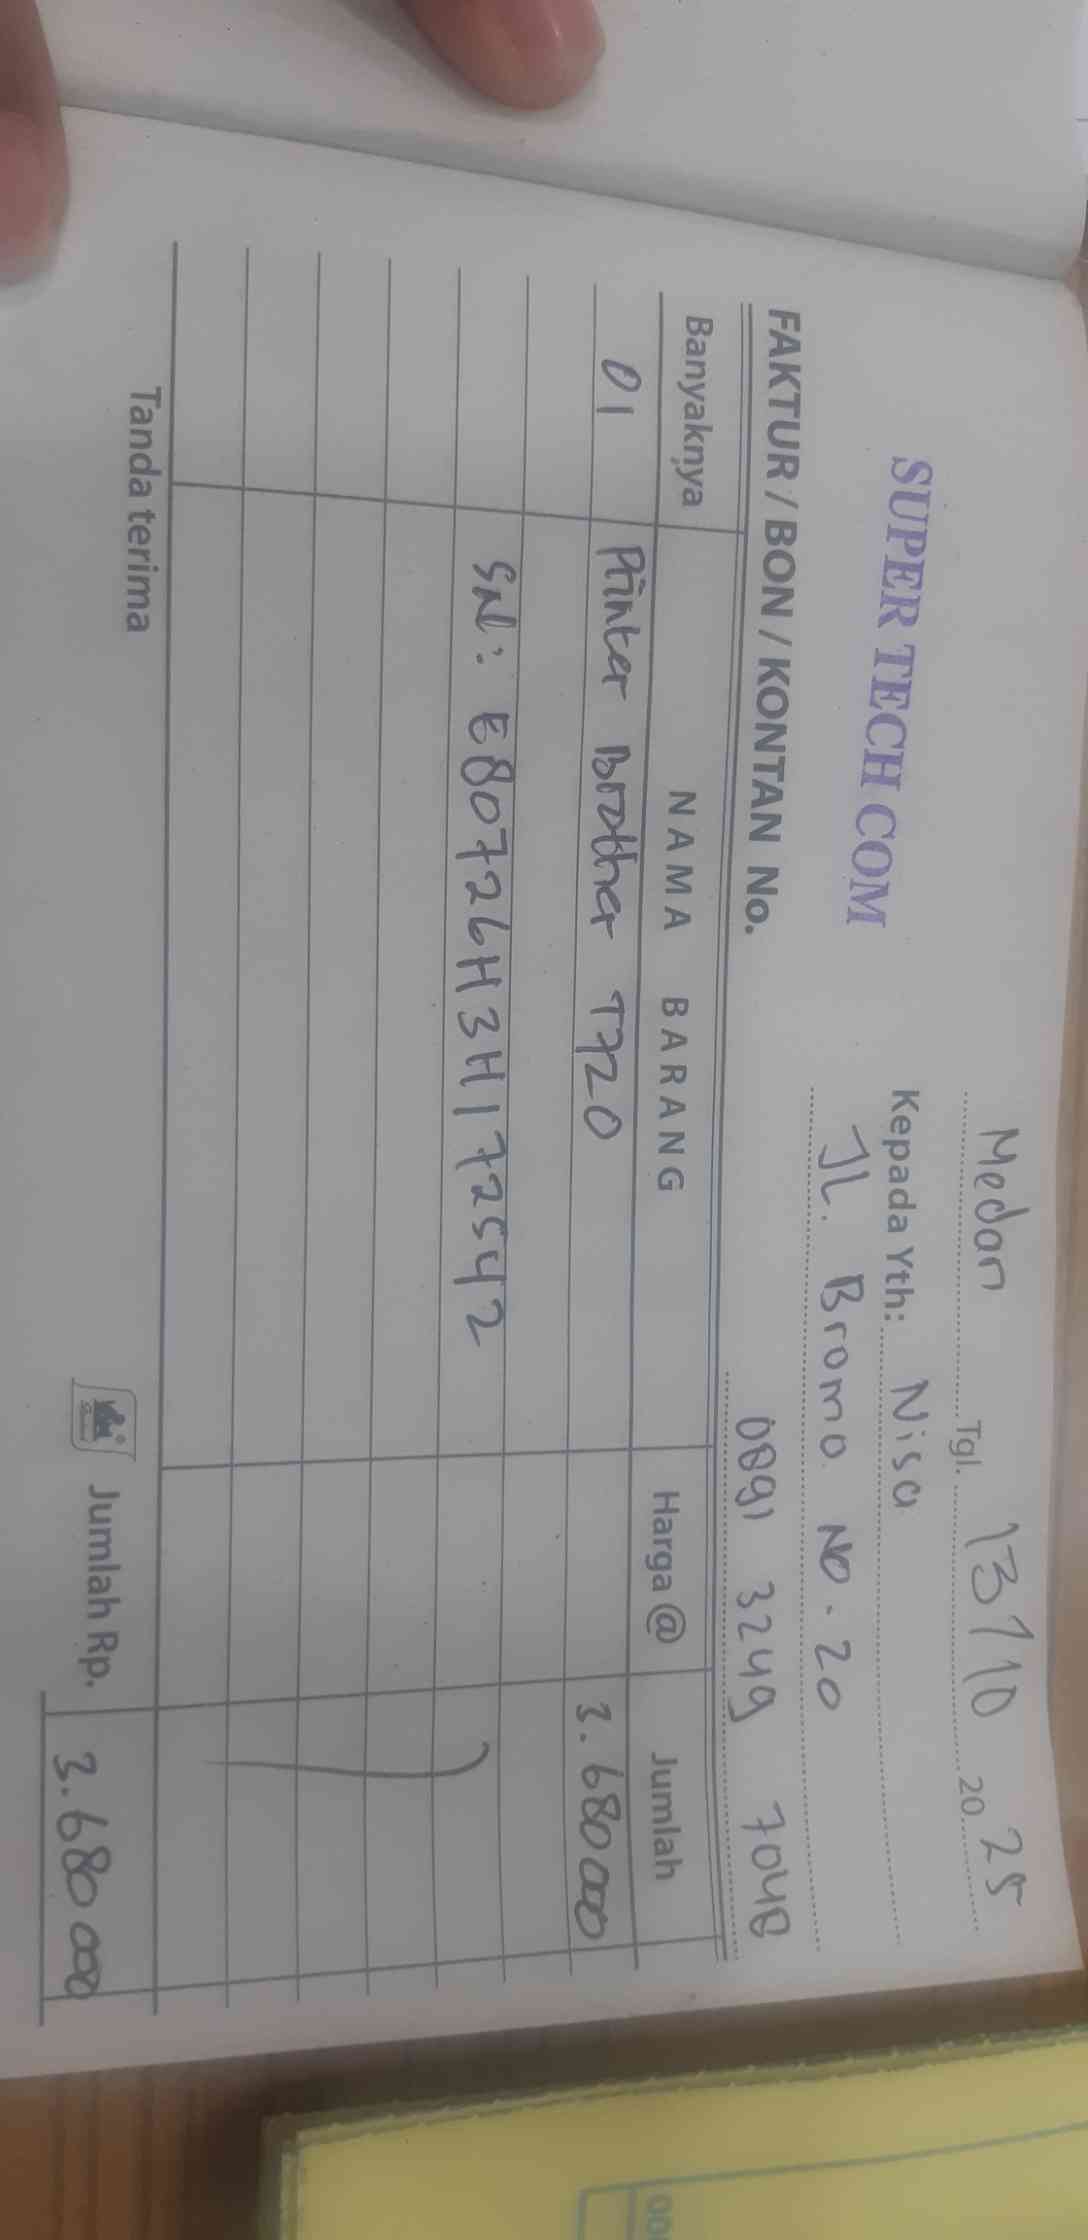 Medan Tgl. 13/10 20 25
SUPER TECH COM
Kepada Yth: Nisa
JL. Bromo NO. 20
FAKTUR / BON / KONTAN No.
0891 3249 7048
Banyaknya NAMA BARANG Harga @ Jumlah
01 Printer Brother T720 3.680 000
SN: E80726H3H172542
Tanda terima Jumlah Rp. 3.680 000